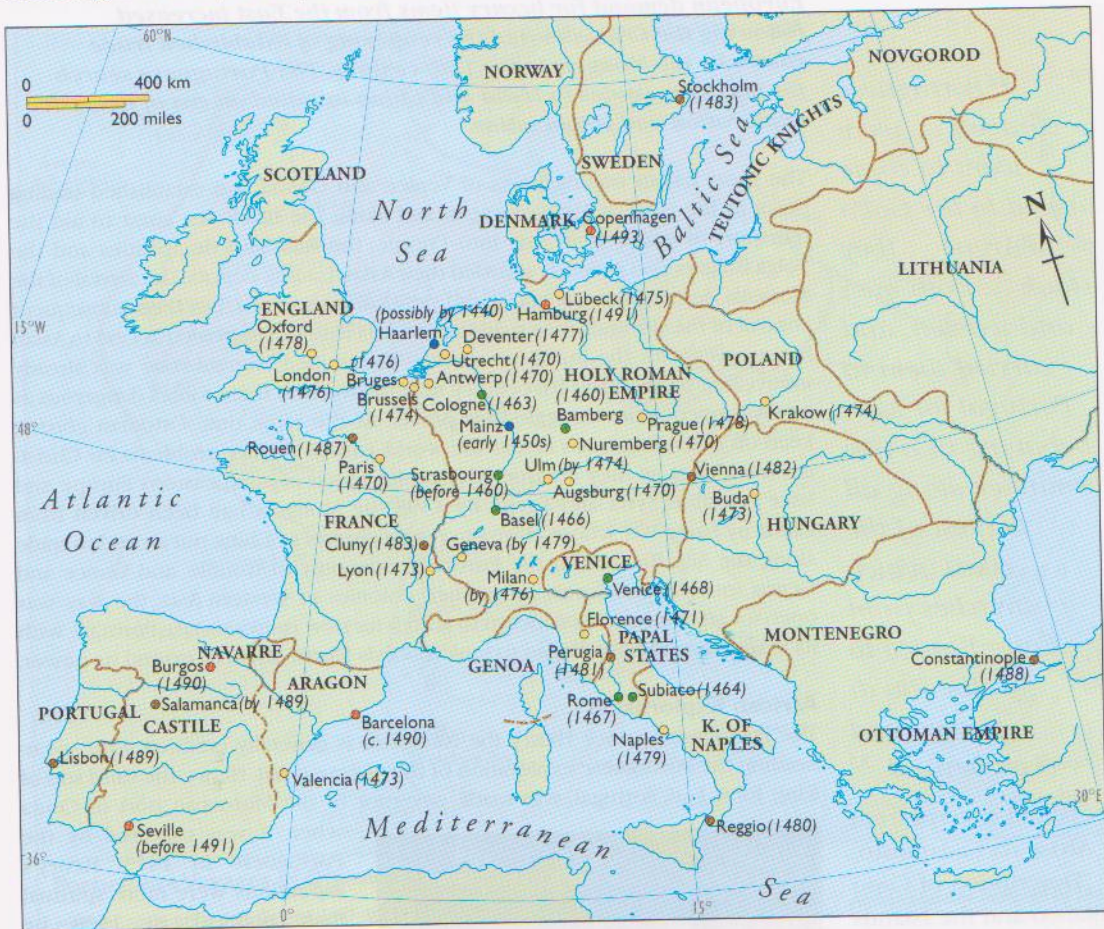 60°N
0 400 km
0 200 miles
NORWAY
NOVGOROD
Stockholm
(1483)
SWEDEN
Baltic Sea
TEUTONIC KNIGHTS
SCOTLAND
North
Sea
DENMARK
Copenhagen
(1493)
N
LITHUANIA
Lübeck (1475)
Hamburg
(1491)
15°W
ENGLAND
Oxford
(1478)
London
(1476)
(possibly by 1440)
Haarlem
Deventer (1477)
Utrecht (1470)
(1476)
Bruges
Antwerp (1470)
Brussels
(1474)
Cologne (1463)
HOLY ROMAN
EMPIRE
(1460)
Bamberg
POLAND
Krakow (1474)
Prague (1478)
Mainz
(early 1450s)
Nuremberg (1470)
48°
Rouen (1487)
Paris
(1470)
Strasbourg
(before 1460)
Ulm (by 1474)
Augsburg (1470)
Vienna (1482)
Buda
(1473)
HUNGARY
Atlantic
Ocean
Basel (1466)
FRANCE
Cluny (1483)
Geneva (by 1479)
Lyon (1473)
Milan
(by 1476)
VENICE
Venice (1468)
Florence (1471)
PAPAL
STATES
MONTENEGRO
GENOA
Perugia
(1481)
Constantinople
(1488)
NAVARRE
Burgos
(1490)
ARAGON
Salamanca (by 1489)
PORTUGAL
CASTILE
Barcelona
(c. 1490)
Rome
(1467)
Subiaco (1464)
Naples
(1479)
K. OF
NAPLES
OTTOMAN EMPIRE
Lisbon (1489)
Valencia (1473)
30°E
Seville
(before 1491)
Mediterranean
Sea
Reggio (1480)
36°
0°
15°